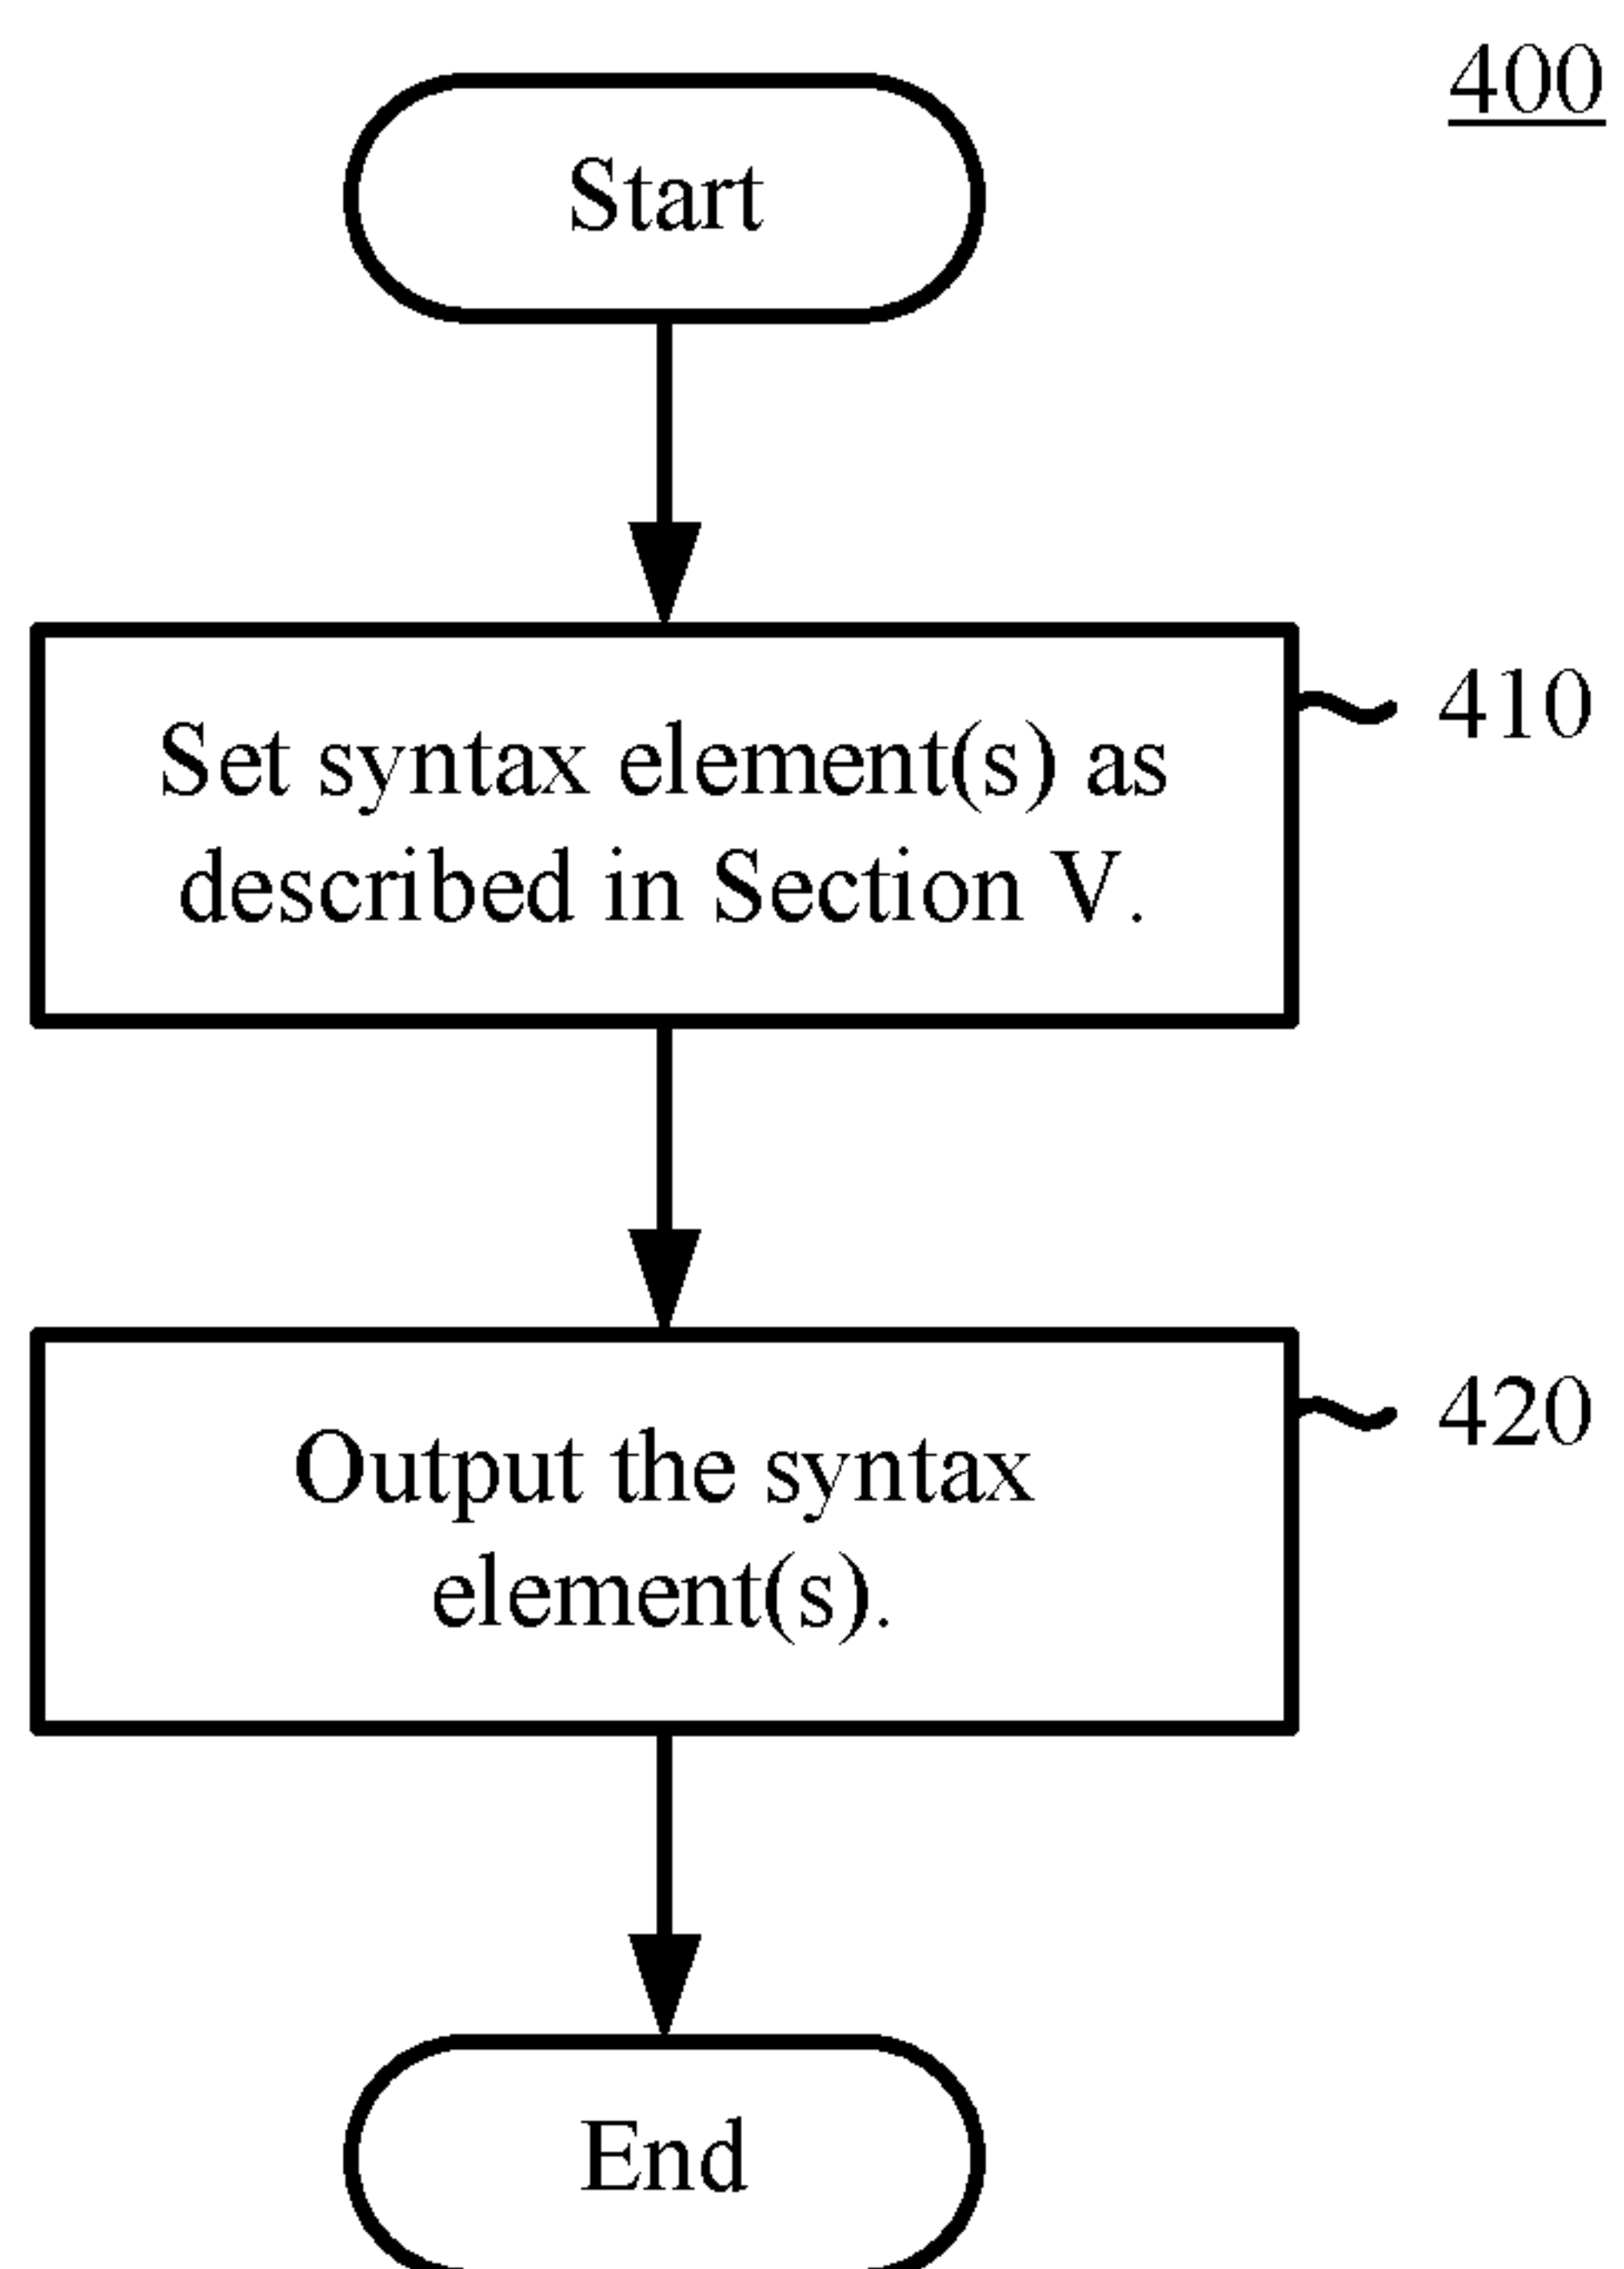 400
Start
Set syntax element(s) as
described in Section V.
410
Output the syntax
element(s).
420
End